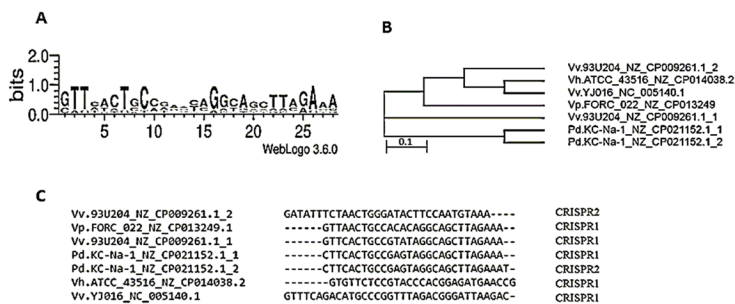 A
bits
2.0
1.0
0.0
5 10 15 20 25
WebLogo 3.6.0
B
Vv.93U204_NZ_CP009261.1_2
Vh.ATCC_43516_NZ_CP014038.2
Vv.YJ016_NC_005140.1
Vp.FORC_022_NZ_CP013249
Vv.93U204_NZ_CP009261.1_1
Pd.KC-Na-1_NZ_CP021152.1_1
Pd.KC-Na-1_NZ_CP021152.1_2
0.1
C
Vv.93U204_NZ_CP009261.1_2 GATATTTCTAACTGGGATACTTCCAATGTAAA---- CRISPR2
Vp.FORC_022_NZ_CP013249.1 ------GTTAACTGCCACACAGGCAGCTTAGAAA-- CRISPR1
Vv.93U204_NZ_CP009261.1_1 ------GTTCACTGCCGTATAGGCAGCTTAGAAA-- CRISPR1
Pd.KC-Na-1_NZ_CP021152.1_1 ------CTTCACTGCCGTATAGGCAGCTTAGAAA-- CRISPR1
Pd.KC-Na-1_NZ_CP021152.1_2 ------CTTCACTGCCGAGTAGGCAGCTTAGAAAT- CRISPR2
Vh.ATCC_43516_NZ_CP014038.2 -------GTGTTCTCCGTACCCACGGAGATGAACCG CRISPR1
Vv.YJ016_NC_005140.1 GTTTCAGACATGCCCGGTTTAGACGGGATTAAGAC- CRISPR1